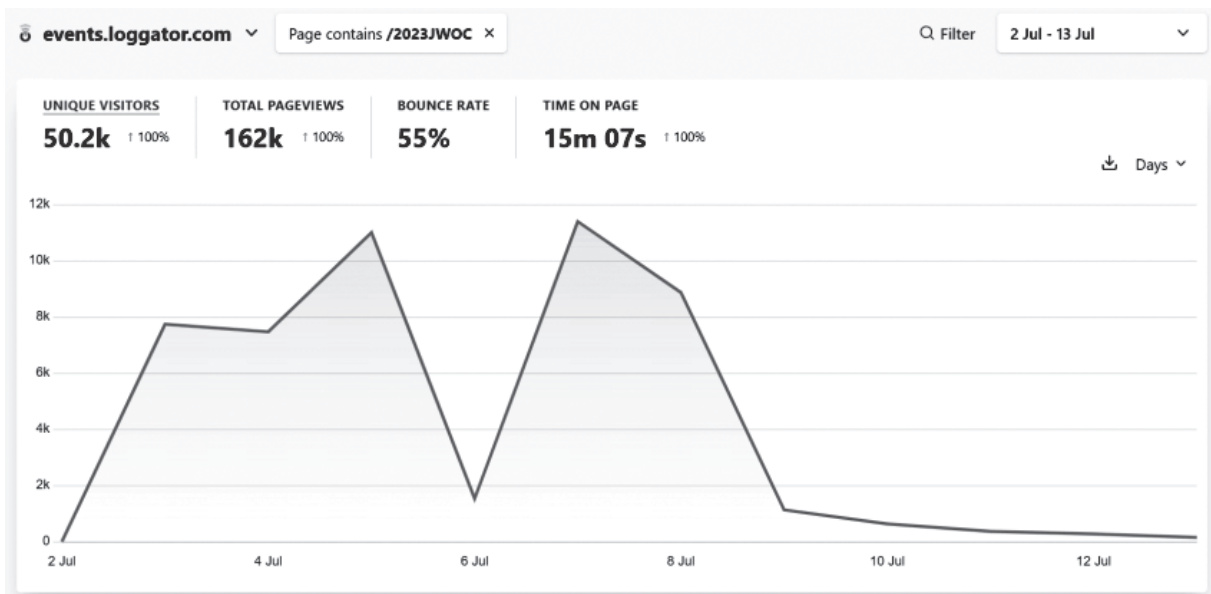 events.loggator.com Page contains /2023JWOC × Filter 2 Jul - 13 Jul
UNIQUE VISITORS TOTAL PAGEVIEWS BOUNCE RATE TIME ON PAGE
50.2k ↑ 100% 162k ↑ 100% 55% 15m 07s ↑ 100%
Days
12k
10k
8k
6k
4k
2k
0
2 Jul 4 Jul 6 Jul 8 Jul 10 Jul 12 Jul